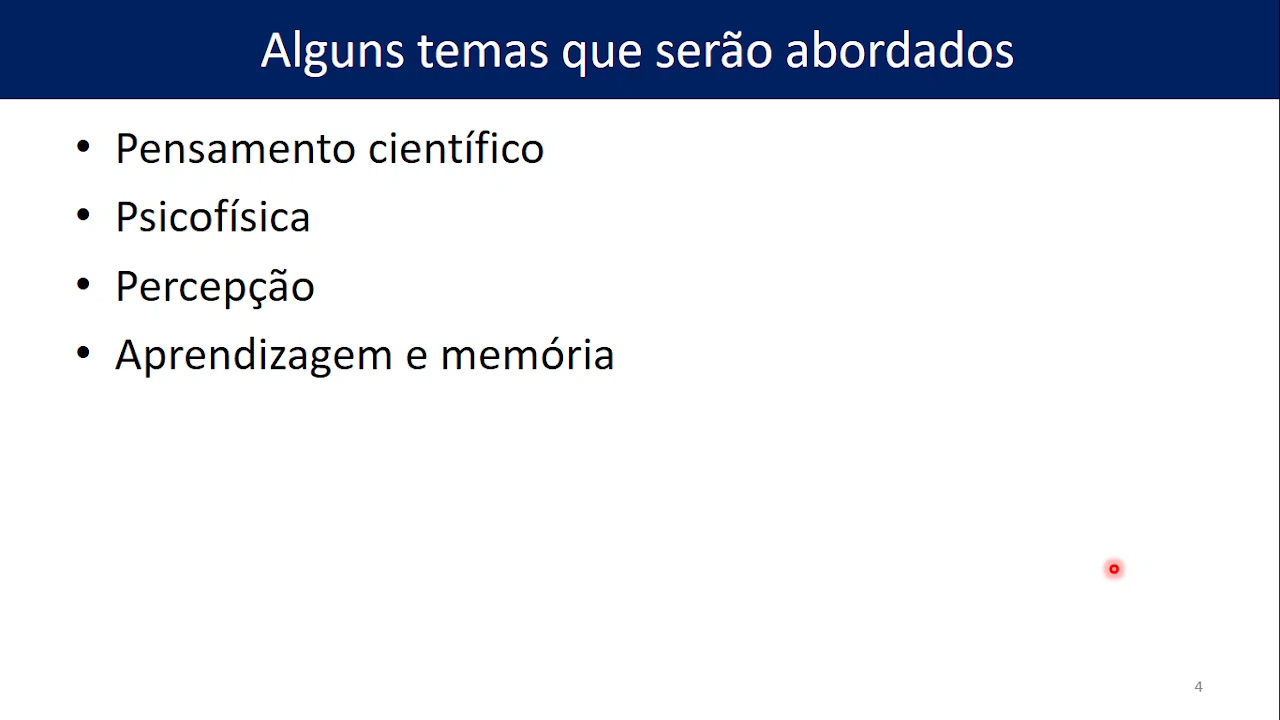 Alguns temas que serão abordados
• Pensamento científico
• Psicofísica
• Percepção
• Aprendizagem e memória
4